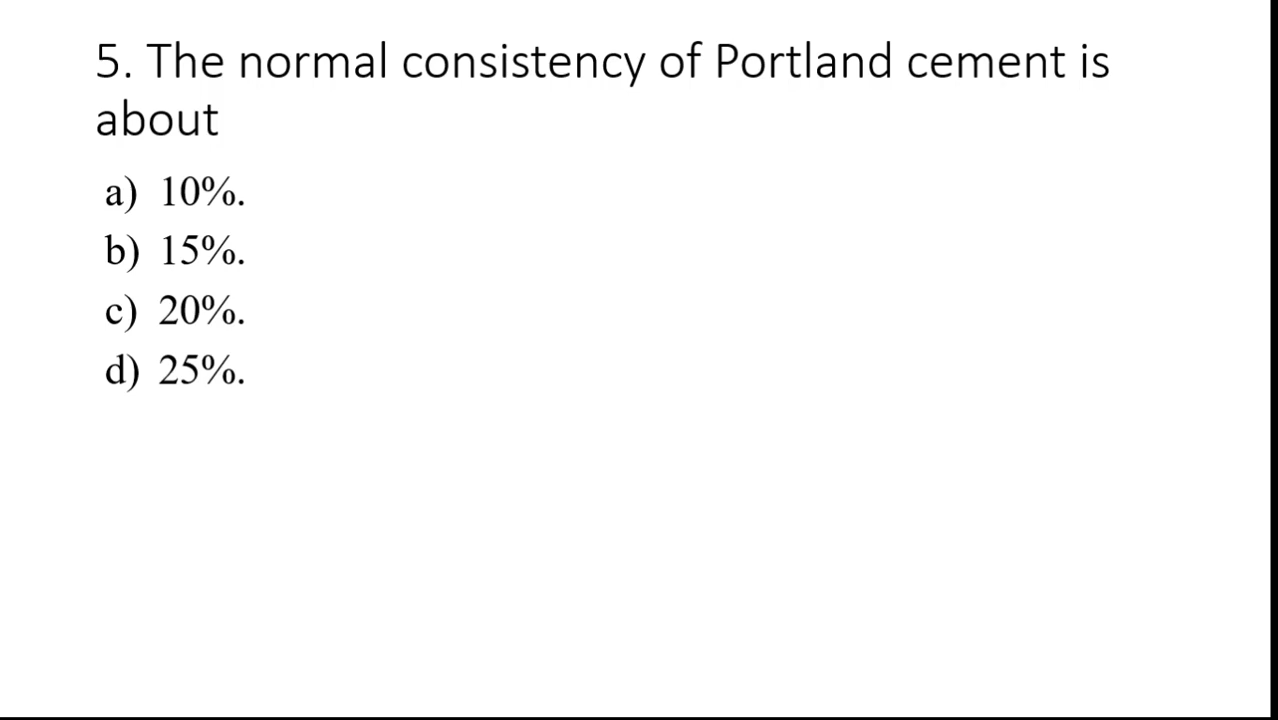 5. The normal consistency of Portland cement is
about
a) 10%.
b) 15%.
c) 20%.
d) 25%.